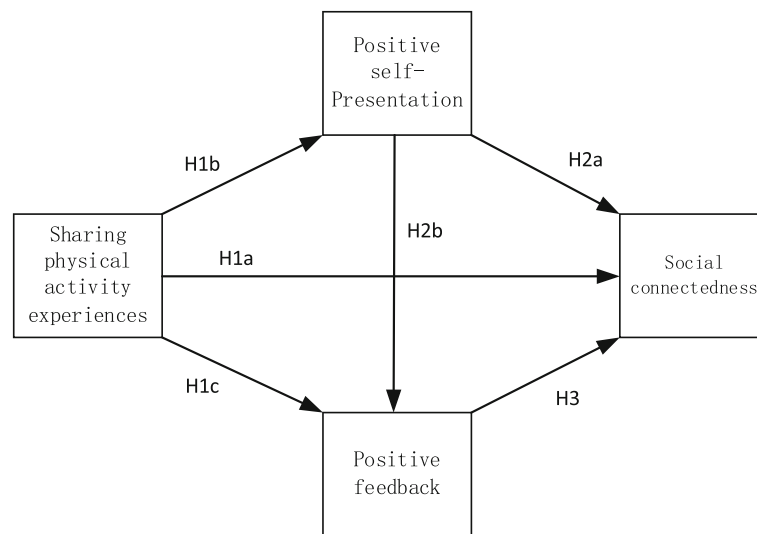 Positive
self-
Presentation
H1b
H2a
Sharing
physical
activity
experiences
H2b
H1a
Social
connectedness
H1c
H3
Positive
feedback